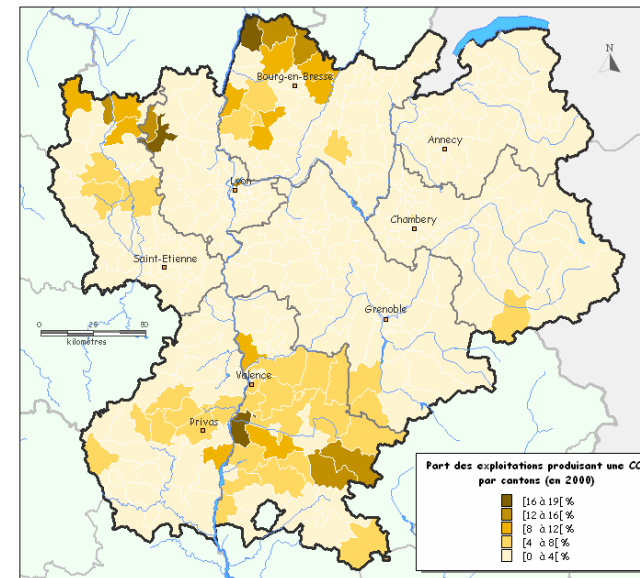 N
Bourg-en-Bresse
Annecy
Lyon
Chambery
Saint-Etienne
Grenoble
0 25 50
kilomètres
Valence
Privas
Part des exploitations produisant une CO
par cantons (en 2000)
[16 à 19[ %
[12 à 16[ %
[8 à 12[ %
[4 à 8[ %
[0 à 4[ %